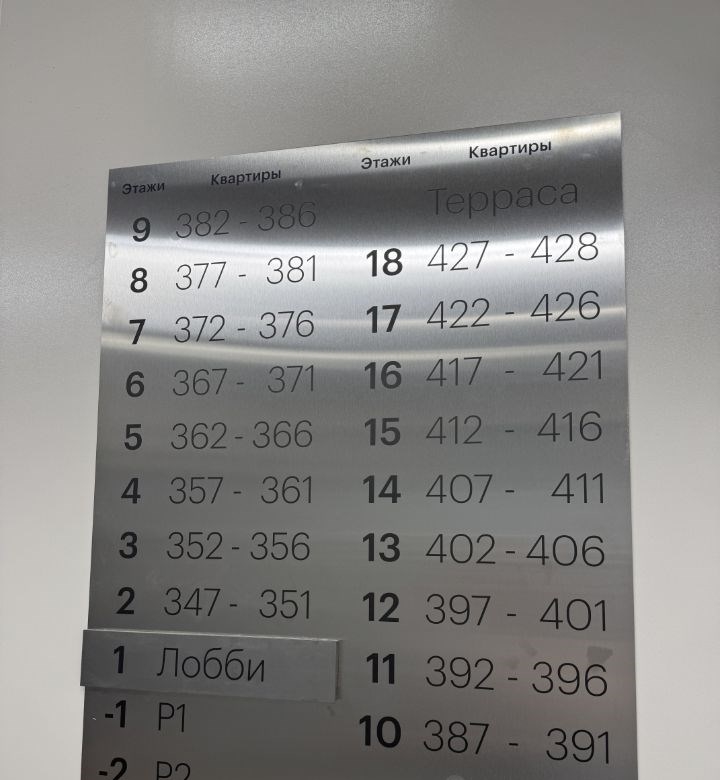 Этажи Квартиры
9 382 - 386
8 377 - 381
7 372 - 376
6 367 - 371
5 362 - 366
4 357 - 361
3 352 - 356
2 347 - 351
1 Лобби
-1 P1
-2 P2
Этажи Квартиры
Терраса
18 427 - 428
17 422 - 426
16 417 - 421
15 412 - 416
14 407 - 411
13 402 - 406
12 397 - 401
11 392 - 396
10 387 - 391